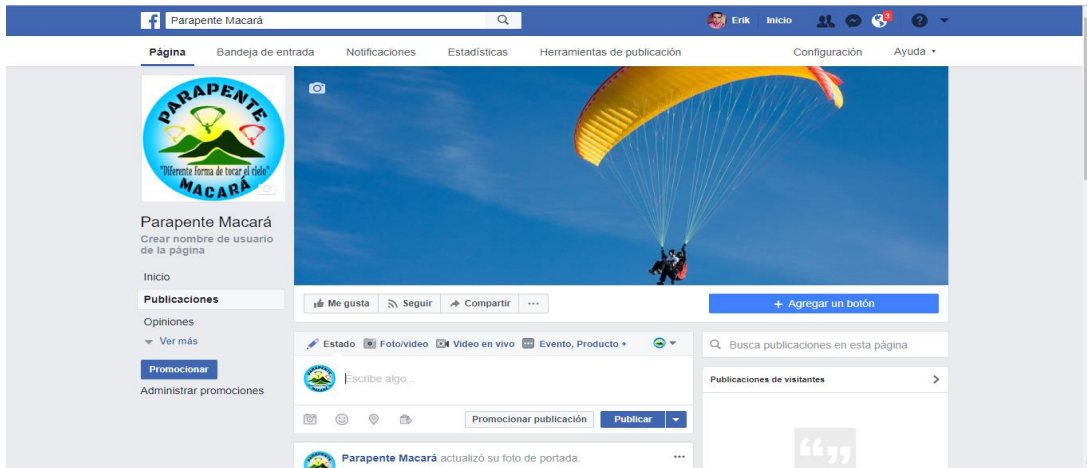 Parapente Macará
Erik Inicio 3
Página Bandeja de entrada Notificaciones Estadísticas Herramientas de publicación Configuración Ayuda
PARAPENTE
"Diferente forma de tocar el cielo"
MACARÁ
Parapente Macará
Crear nombre de usuario
de la página
Inicio
Publicaciones
Opiniones
Ver más
Promocionar
Administrar promociones
Me gusta Seguir Compartir ...
+ Agregar un botón
Estado Foto/video Video en vivo Evento, Producto +
Escribe algo...
Promocionar publicación Publicar
Parapente Macará actualizó su foto de portada. ...
Busca publicaciones en esta página
Publicaciones de visitantes >